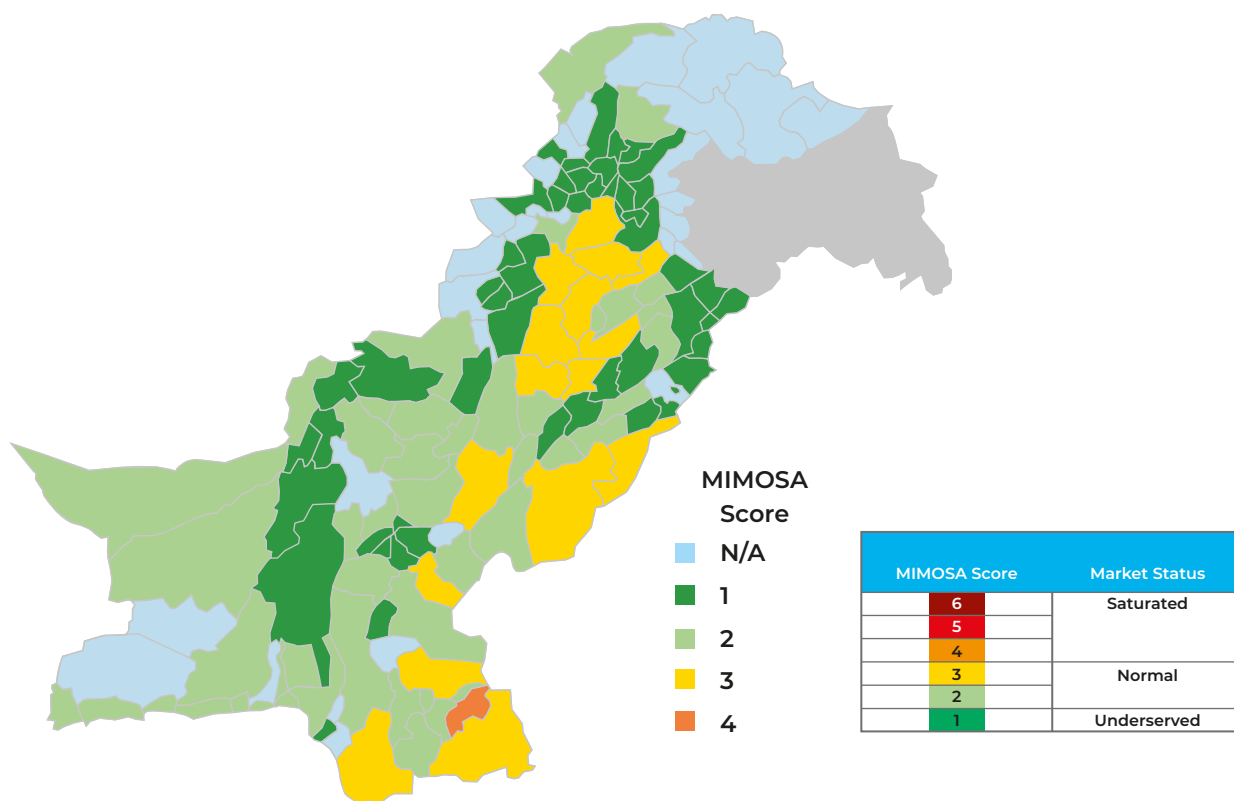 MIMOSA
Score
N/A
1
2
3
4
MIMOSA Score Market Status
6 Saturated
5
4
3 Normal
2
1 Underserved